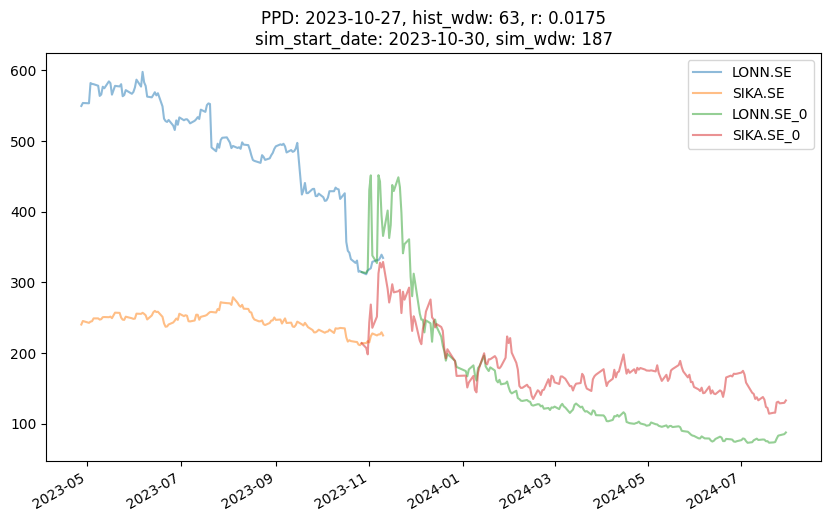 PPD: 2023-10-27, hist_wdw: 63, r: 0.0175
sim_start_date: 2023-10-30, sim_wdw: 187
LONN.SE
SIKA.SE
LONN.SE_0
SIKA.SE_0
600
500
400
300
200
100
2023-05
2023-07
2023-09
2023-11
2024-01
2024-03
2024-05
2024-07